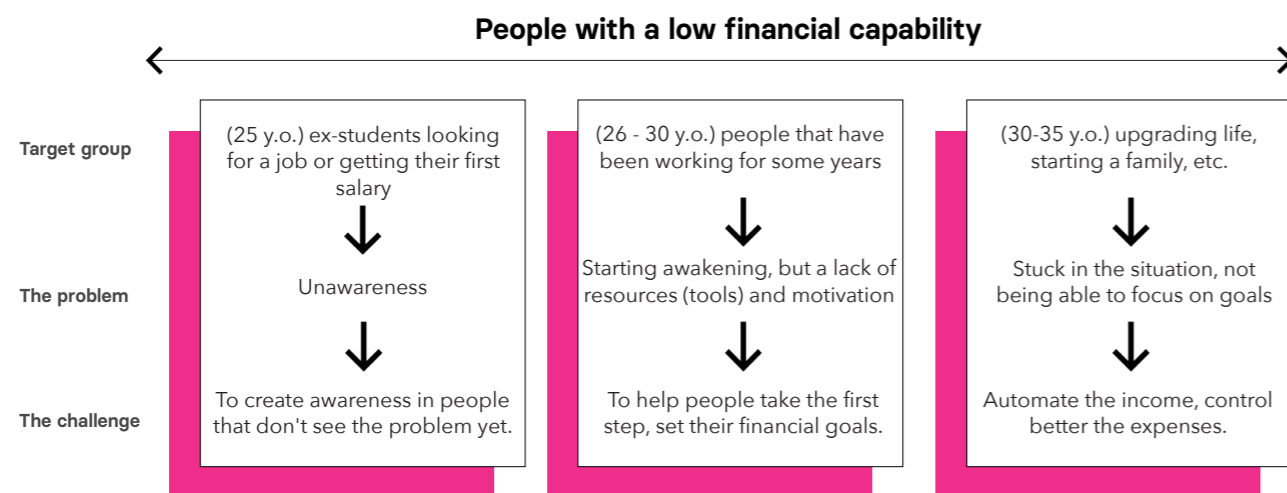 People with a low financial capability
Target group
(25 y.o.) ex-students looking
for a job or getting their first
salary
(26 - 30 y.o.) people that have
been working for some years
(30-35 y.o.) upgrading life,
starting a family, etc.
The problem
Unawareness
Starting awakening, but a lack of
resources (tools) and motivation
Stuck in the situation, not
being able to focus on goals
The challenge
To create awareness in people
that don't see the problem yet.
To help people take the first
step, set their financial goals.
Automate the income, control
better the expenses.